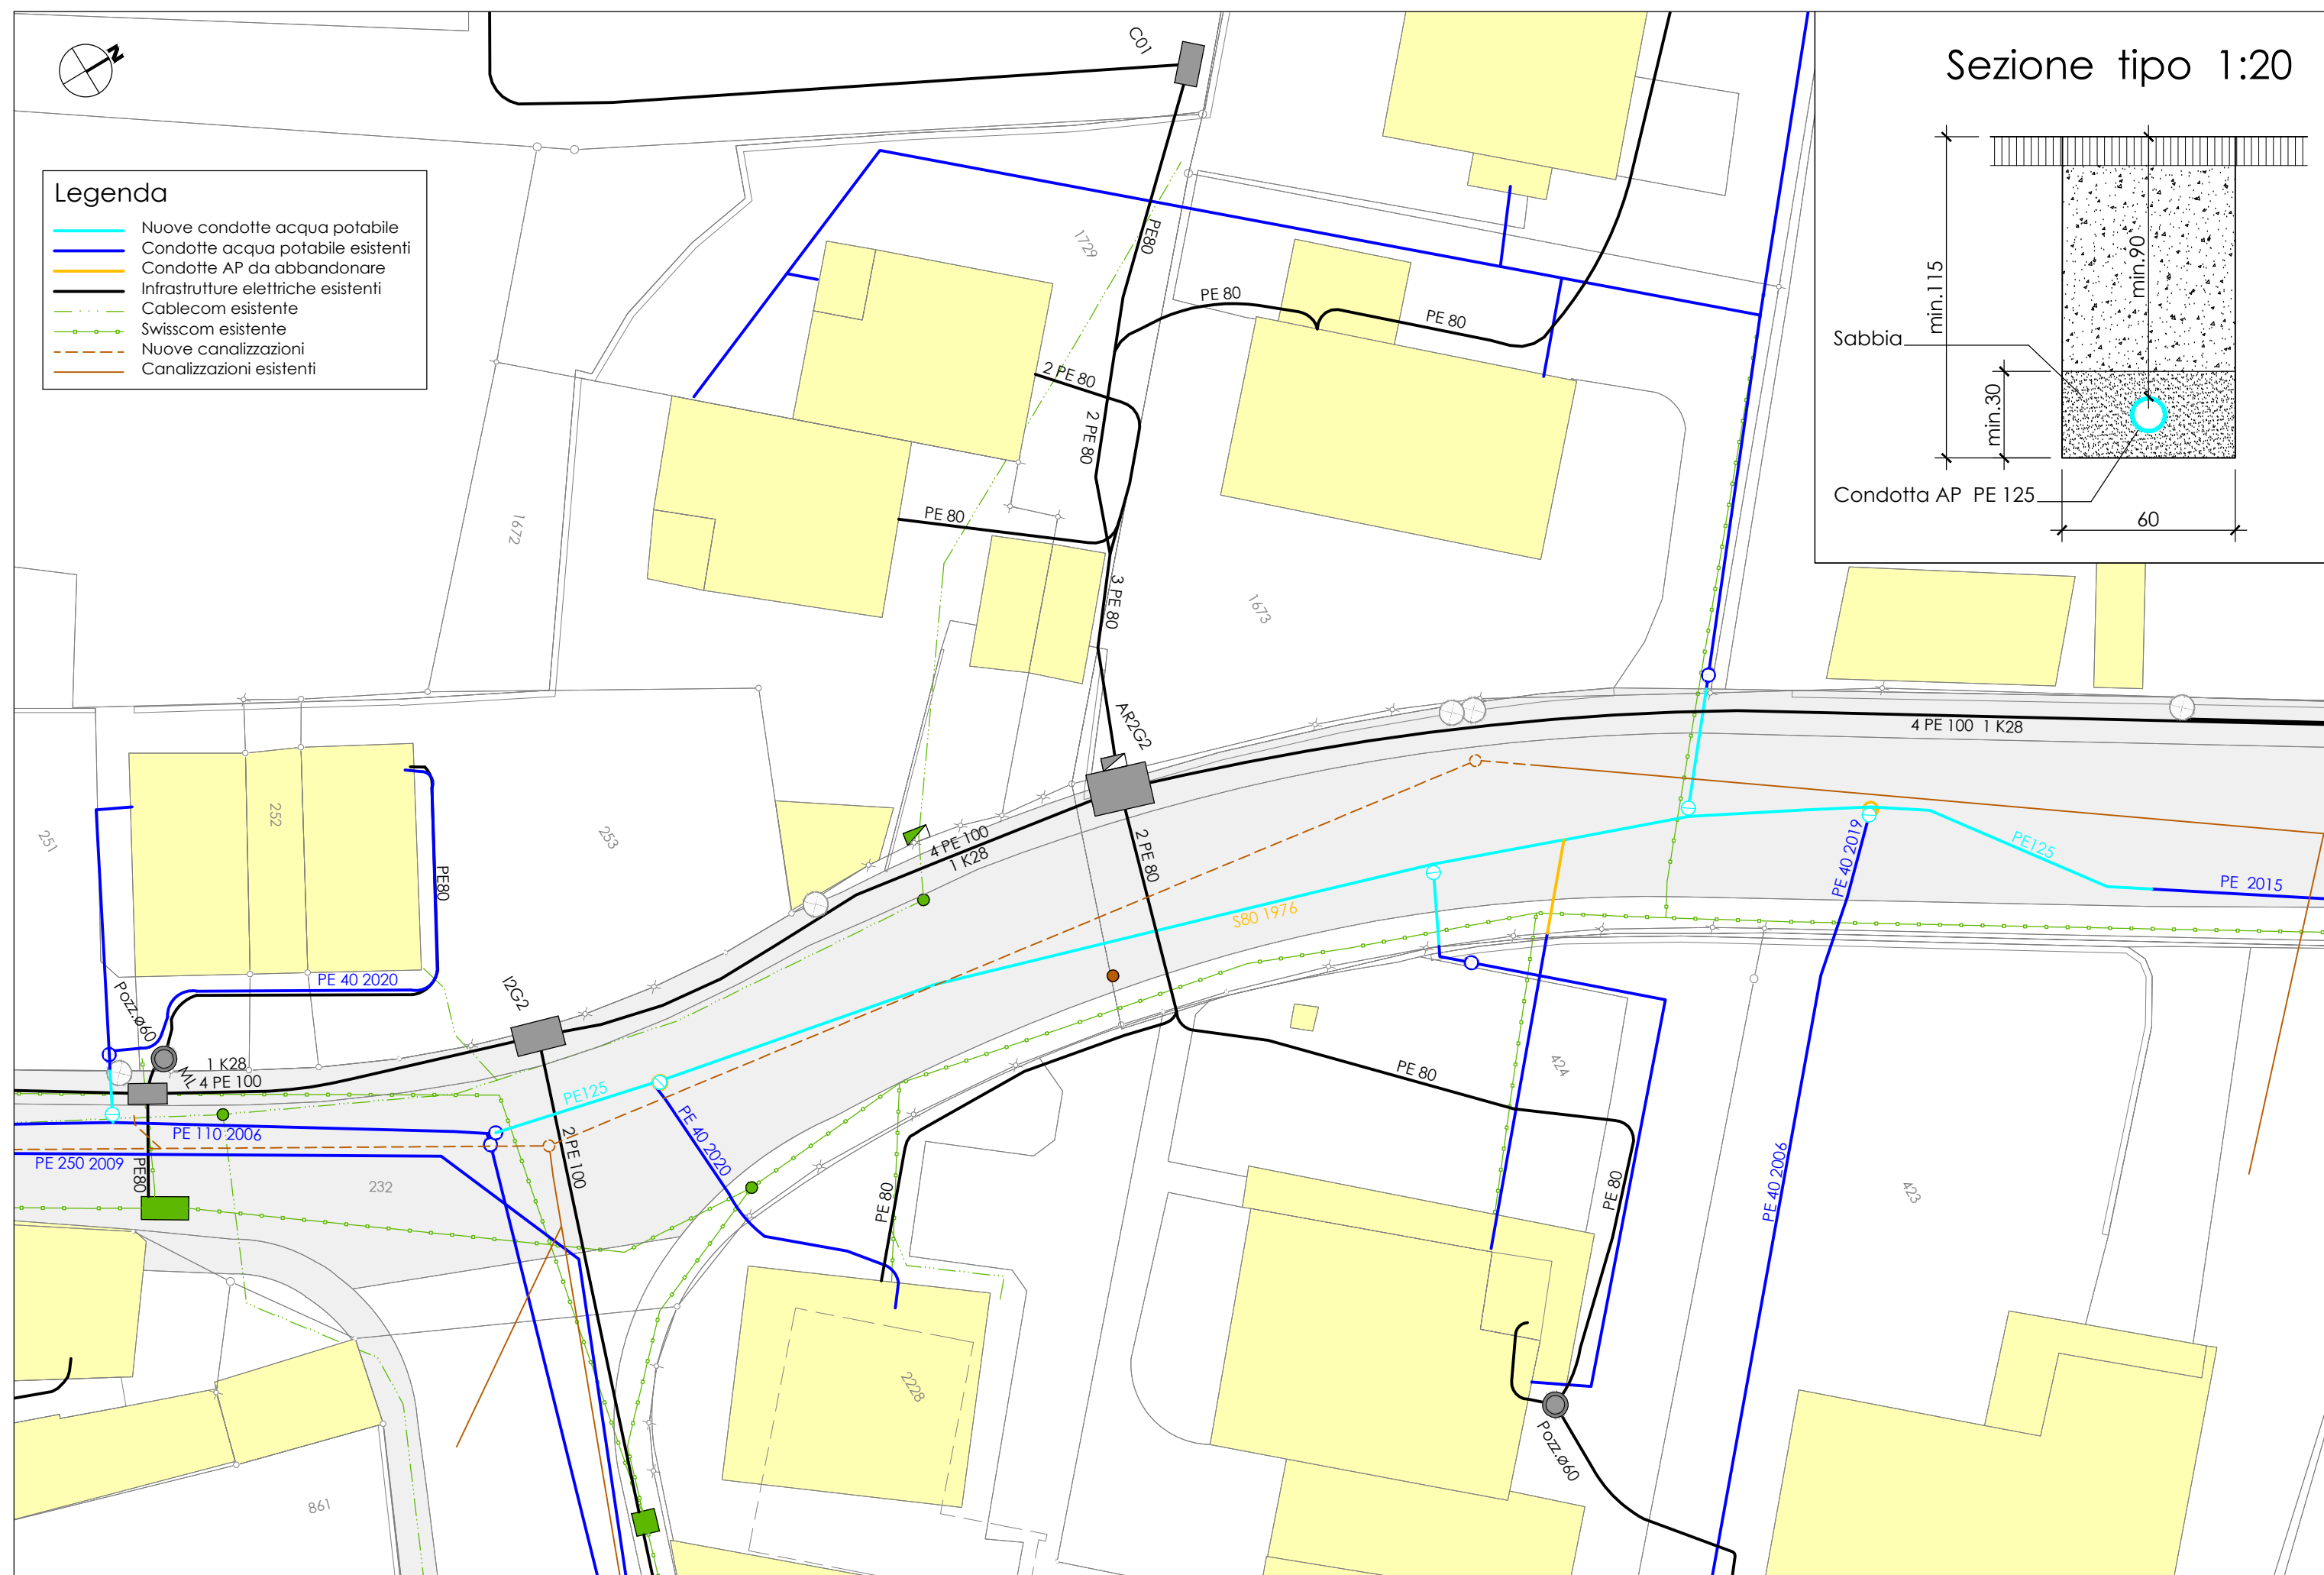 N
Legenda
Nuove condotte acqua potabile
Condotte acqua potabile esistenti
Condotte AP da abbandonare
Infrastrutture elettriche esistenti
Cablecom esistente
Swisscom esistente
Nuove canalizzazioni
Canalizzazioni esistenti
Sezione tipo 1:20
min.115
min.90
min.30
Sabbia
Condotta AP PE 125
60
C01
1729
PE80
PE 80
PE 80
2 PE 80
2 PE 80
PE 80
3 PE 80
1672
1673
AR2G2
4 PE 100 1 K28
251
252
253
PE80
PE 40 2020
Pozz.ø60
ML
1 K28
4 PE 100
I2G2
4 PE 100
1 K28
2 PE 80
S80 1976
PE 40 2019
PE125
PE 2015
PE125
PE 110 2006
PE 250 2009
PE80
232
2 PE 100
PE 40 2020
PE 80
PE 80
424
PE 80
PE 40 2006
423
2228
Pozz.ø60
861